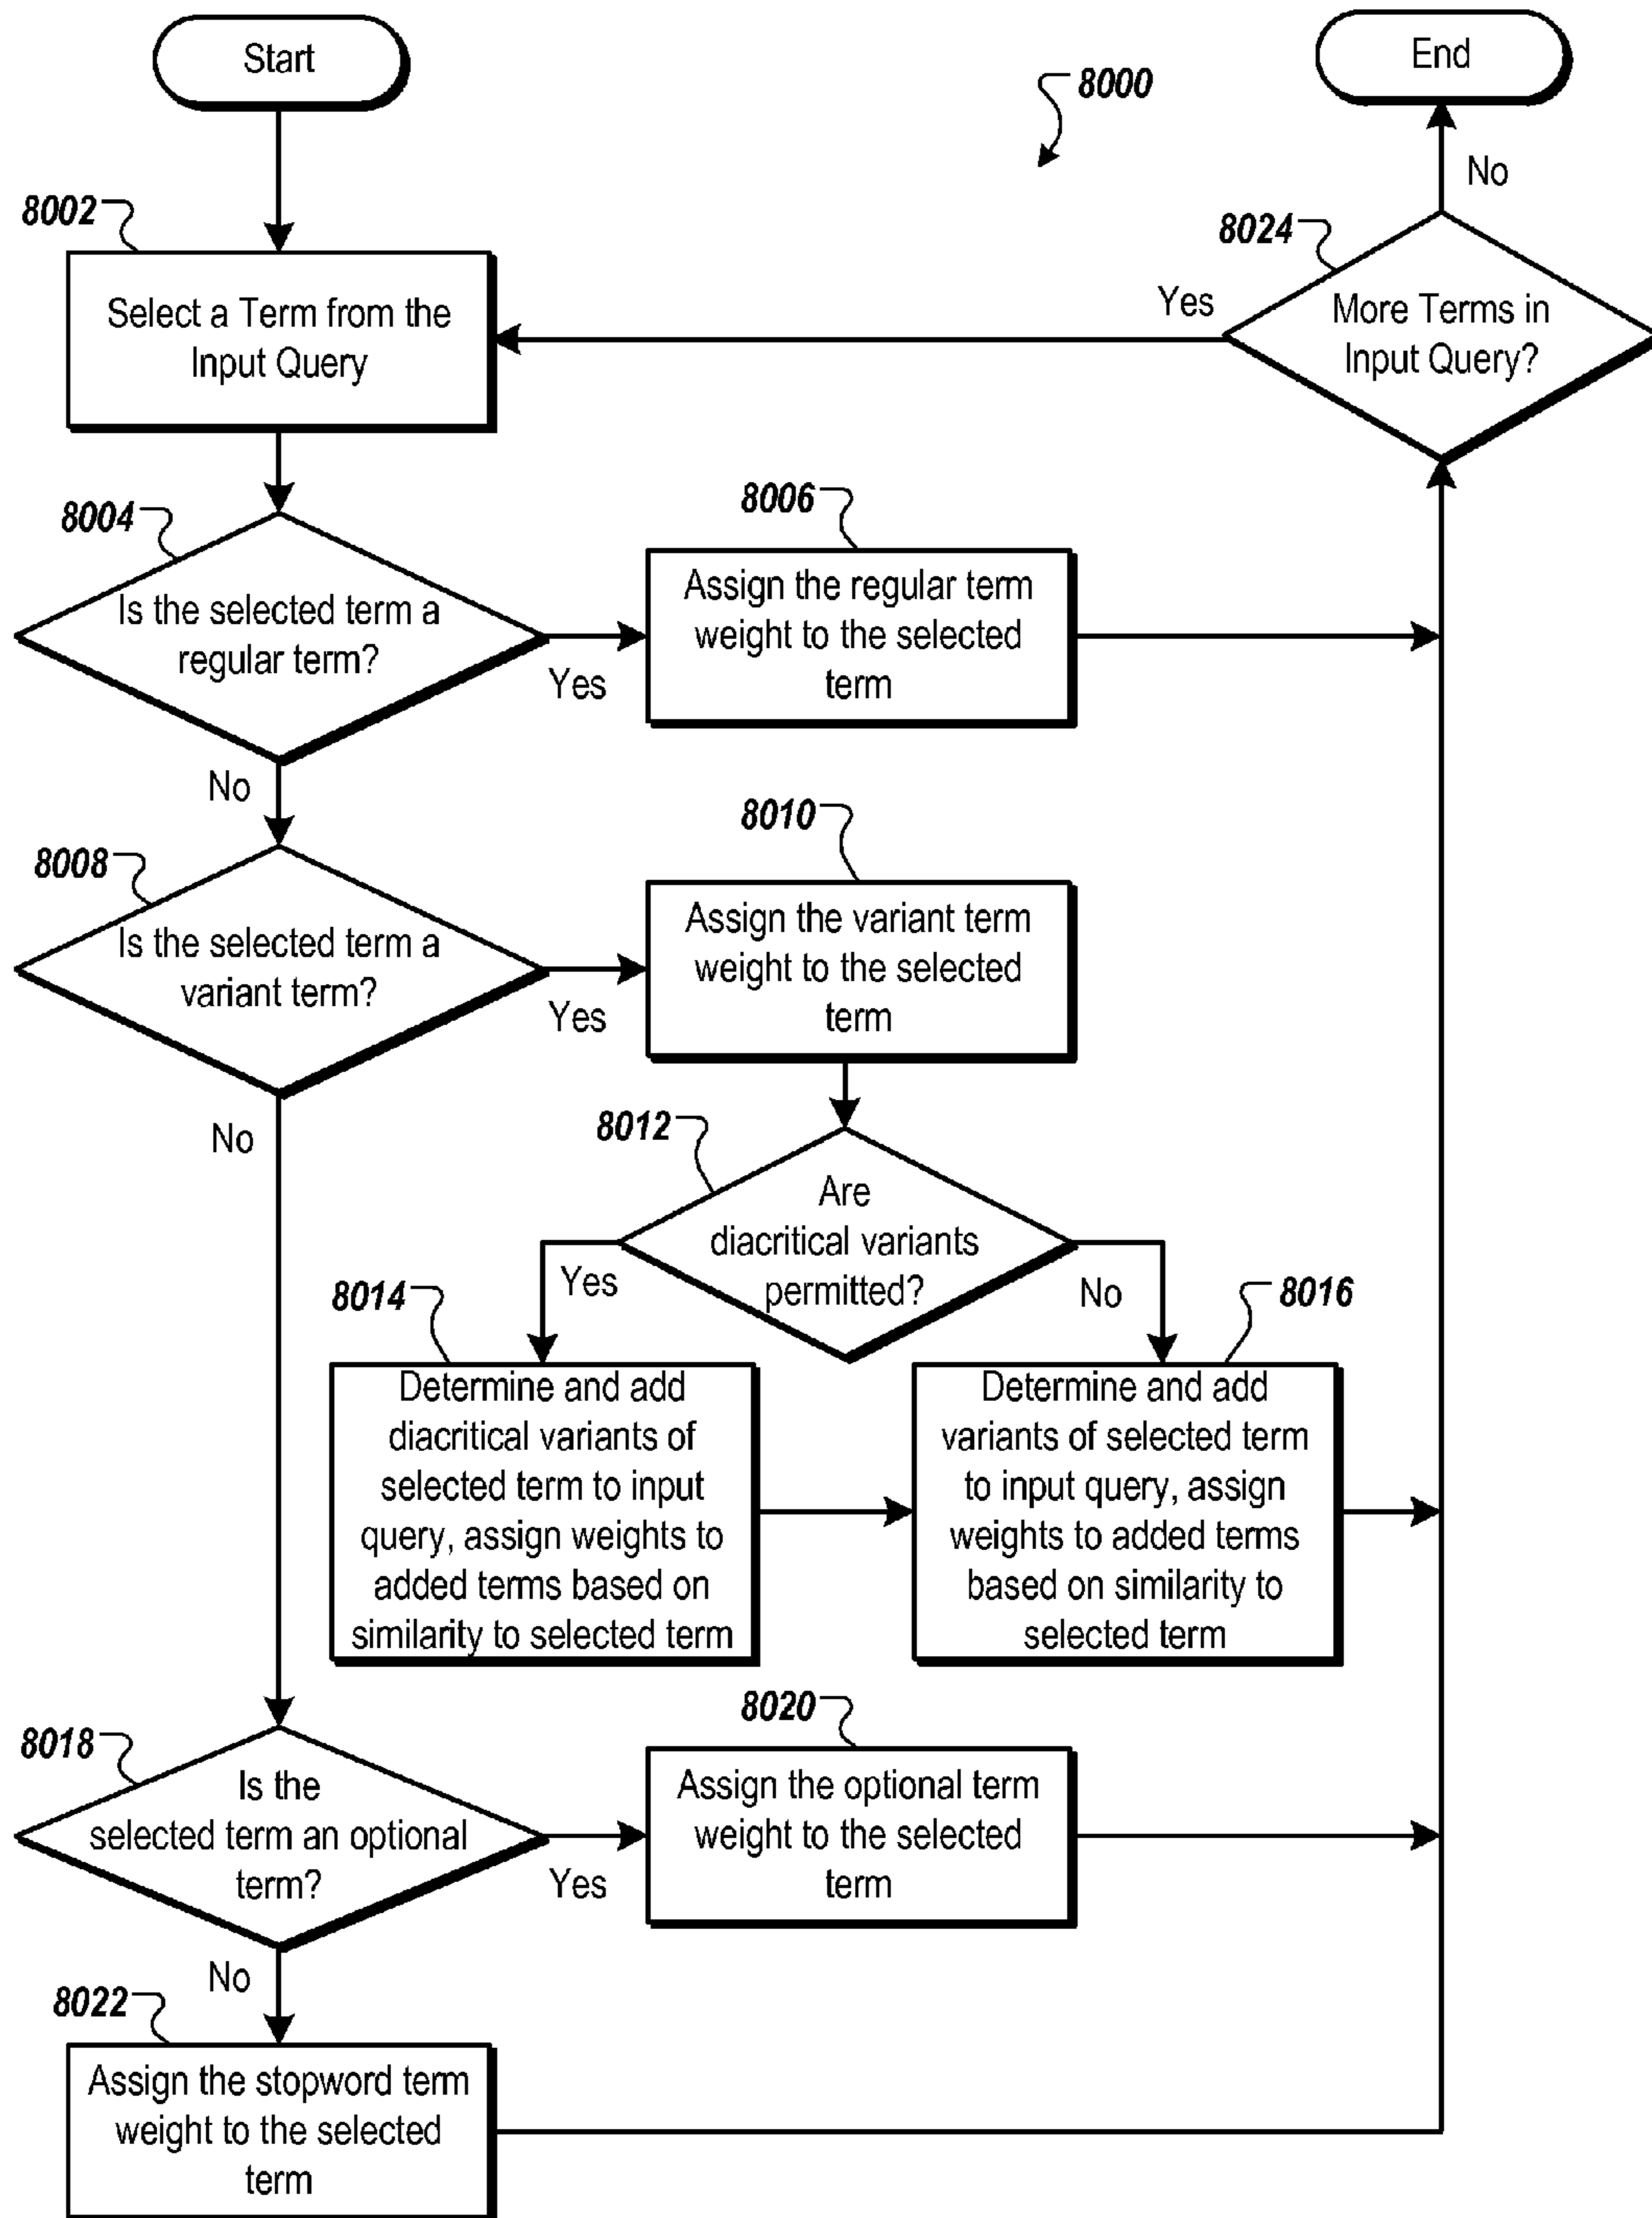 Start
End
8000
No
8002
8024
Select a Term from the
Input Query
Yes
More Terms in
Input Query?
8004
8006
Is the selected term a
regular term?
Yes
Assign the regular term
weight to the selected
term
No
8008
8010
Is the selected term a
variant term?
Yes
Assign the variant term
weight to the selected
term
No
8012
Are
diacritical variants
permitted?
Yes
No
8014
8016
Determine and add
diacritical variants of
selected term to input
query, assign weights to
added terms based on
similarity to selected term
Determine and add
variants of selected term
to input query, assign
weights to added terms
based on similarity to
selected term
8018
8020
Is the
selected term an optional
term?
Yes
Assign the optional term
weight to the selected
term
No
8022
Assign the stopword term
weight to the selected
term